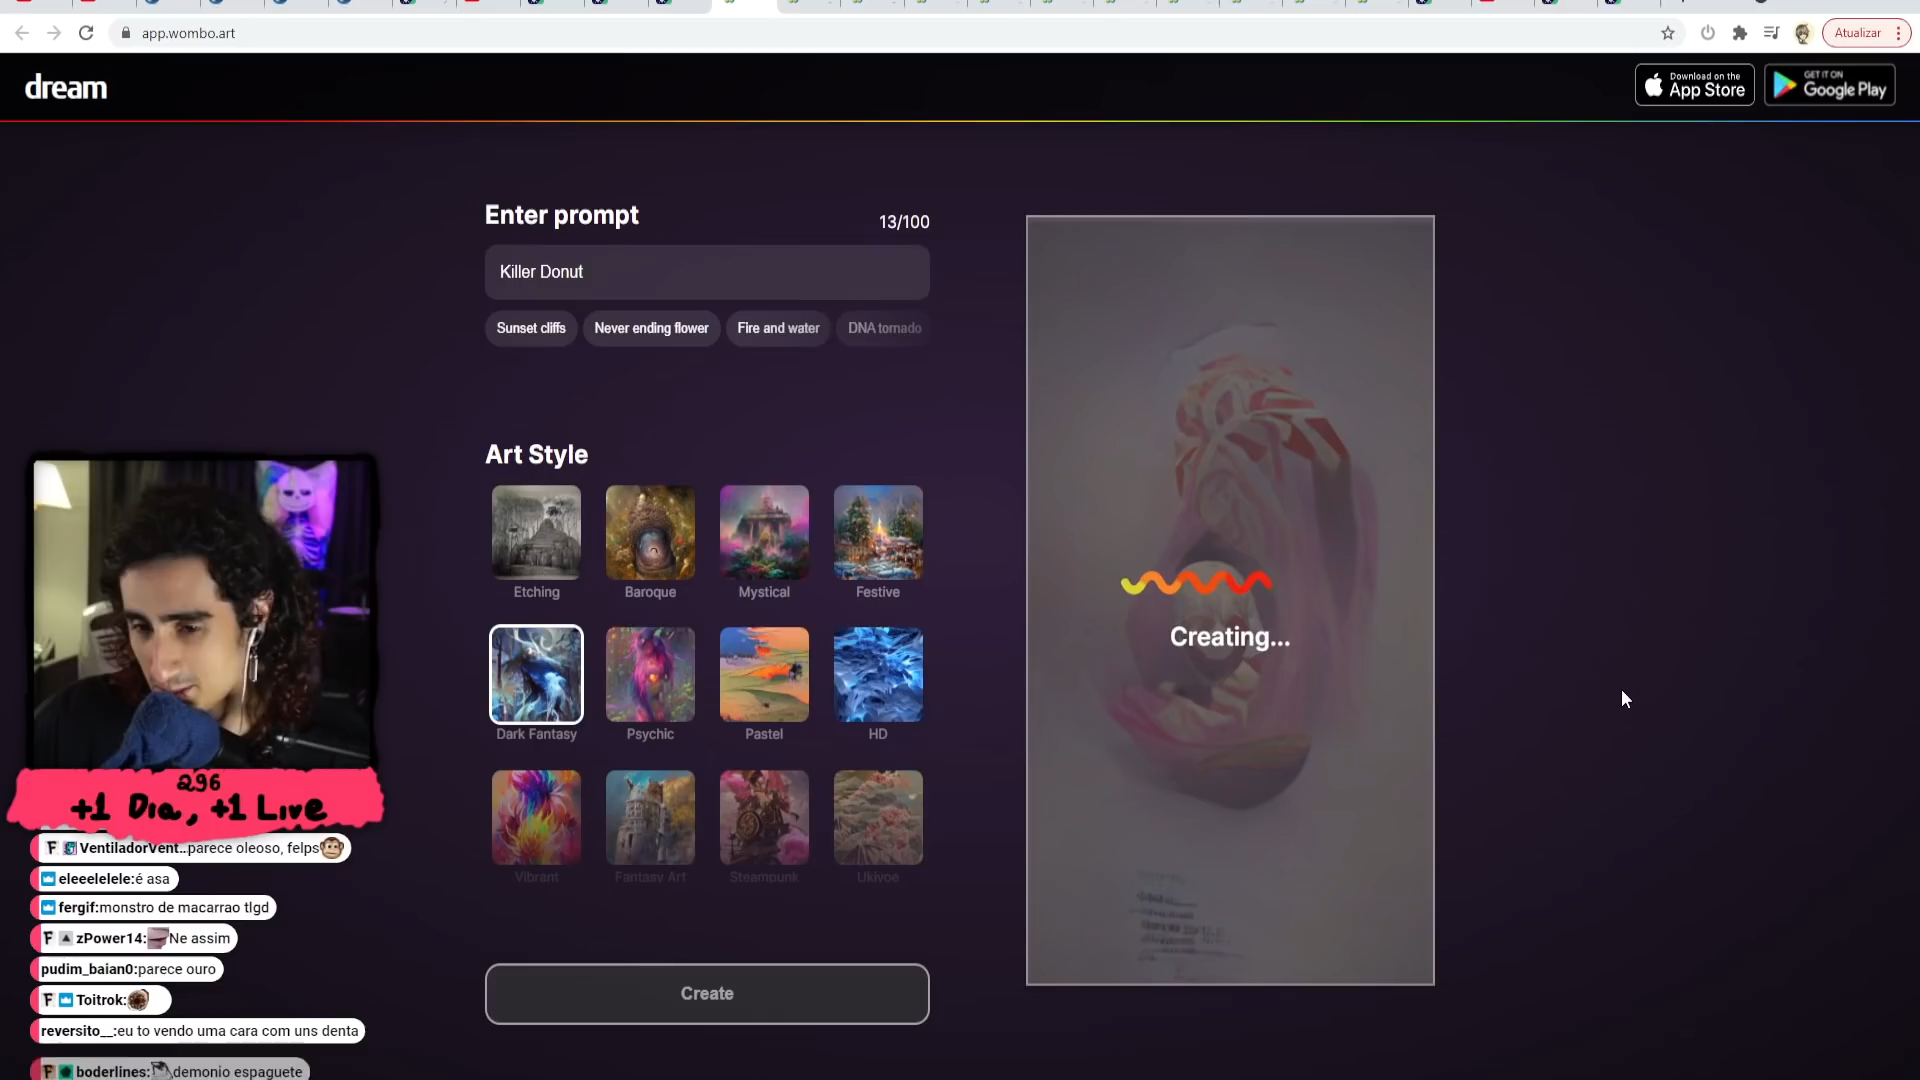 app.wombo.art
Atualizar
dream
Download on the
App Store
GET IT ON
Google Play
Enter prompt
13/100
Killer Donut
Sunset cliffs
Never ending flower
Fire and water
DNA tornado
Art Style
Etching
Baroque
Mystical
Festive
Dark Fantasy
Psychic
Pastel
HD
Vibrant
Fantasy Art
Steampunk
Ukiyoe
Create
Creating...
296
+1 Dia, +1 Live
VentiladorVent..parece oleoso, felps
eleeelelele:é asa
fergif:monstro de macarrao tlgd
zPower14:Ne assim
pudim_baian0:parece ouro
Toitrok:
reversito__:eu to vendo uma cara com uns denta
boderlines:demonio espaguete